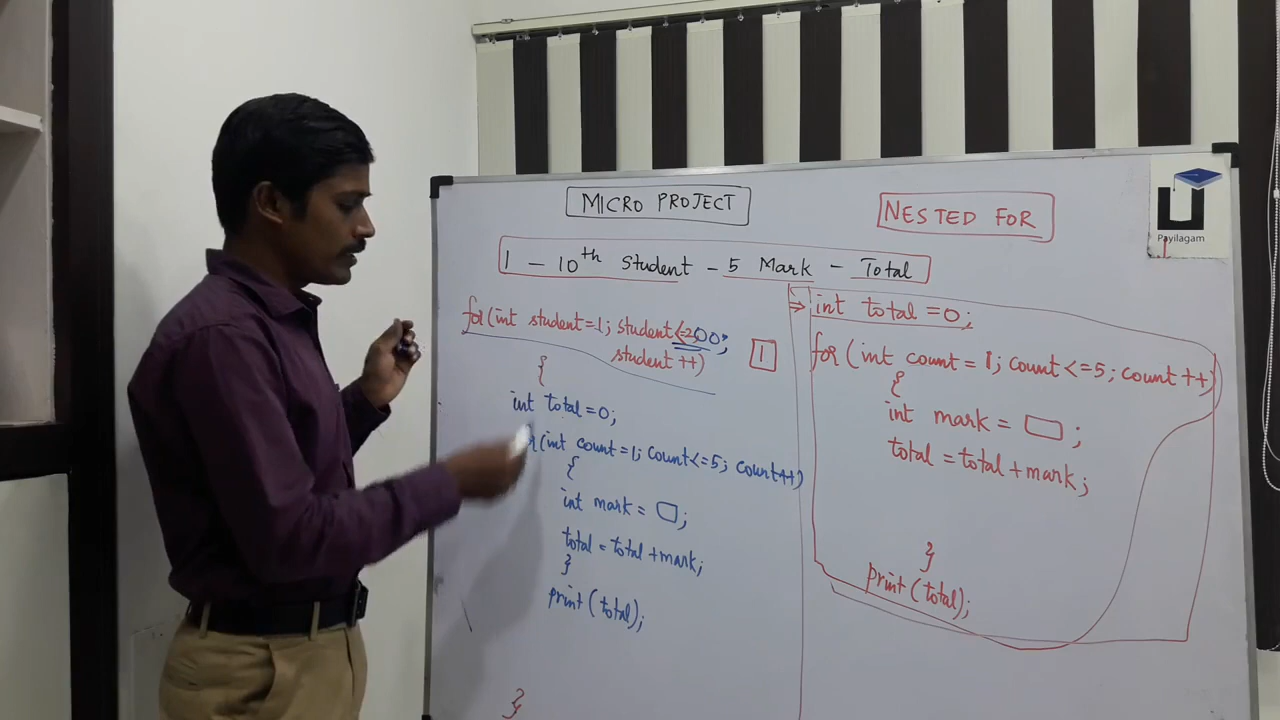 MICRO PROJECT
NESTED FOR
Payilagam
1 - 10th Student - 5 Mark - Total
for(int student=1; student<=200;
student ++)
{
int total=0;
(int count=1; count<=5; count++)
{
int mark = ;
total = total+mark;
}
print (total);
}
1
⇒ int total =0;
for (int count = 1; count<=5; count ++)
{
int mark = ;
total = total+mark;
}
print (total);